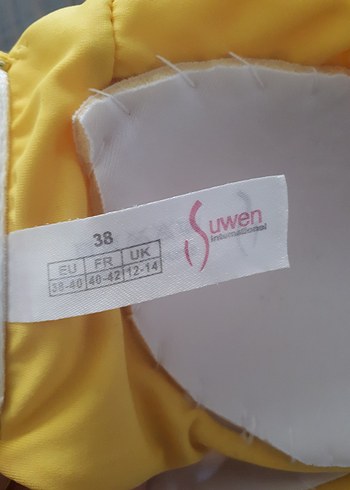 38
EU FR UK
38-40 40-42 12-14
Suwen
International